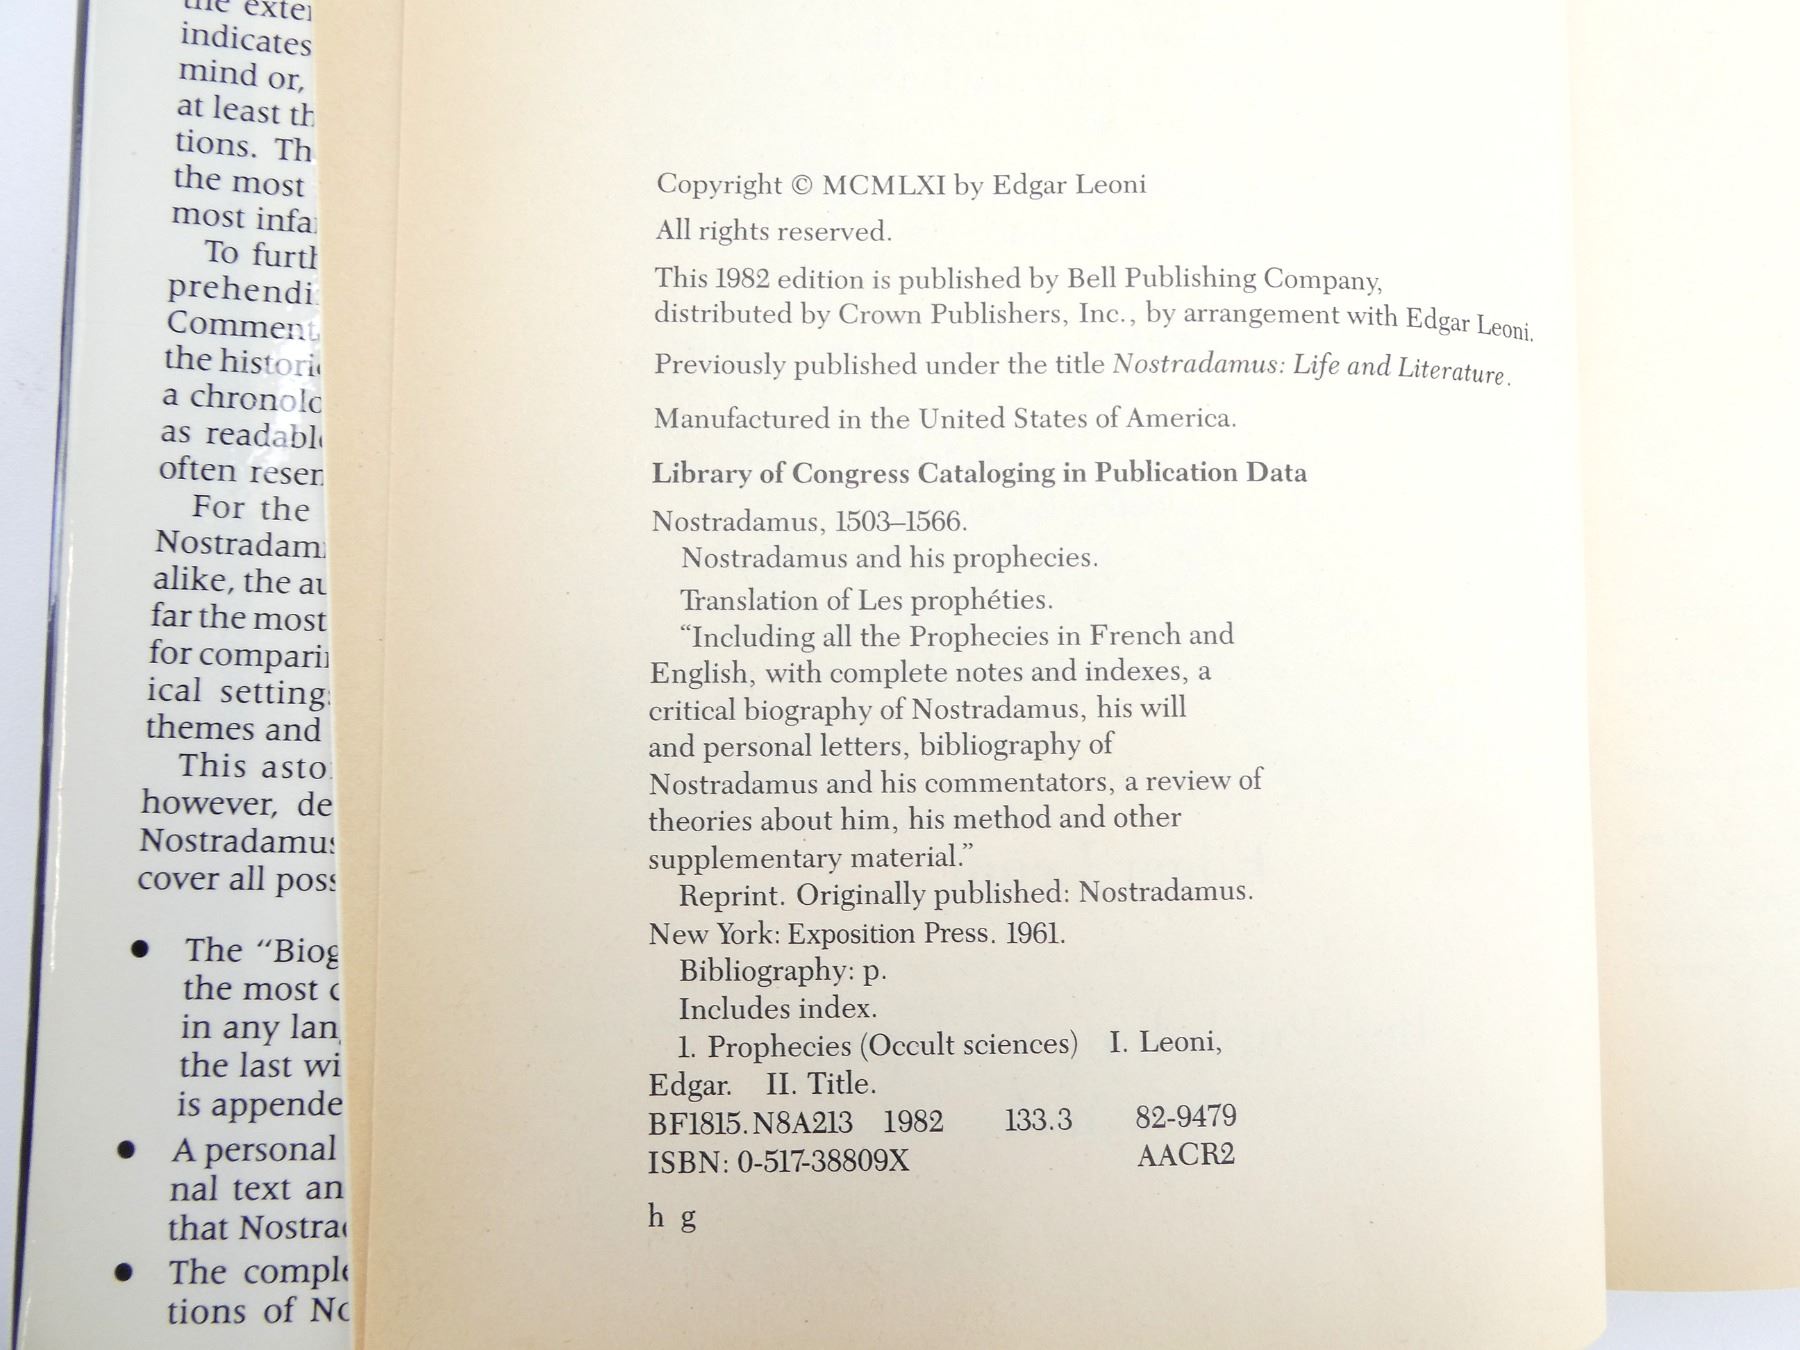 the exter
indicates
mind or,
at least th
tions. Th
the most
most infa
To furth
prehendi
Comment
the histori
a chronolo
as readabl
often resen
For the
Nostradam
alike, the au
far the most
for compari
ical setting
themes and
This asto
however, de
Nostradamus
cover all poss
• The “Biog
the most c
in any lan
the last wi
is appende
• A personal
nal text an
that Nostra
• The comple
tions of No
Copyright © MCMLXI by Edgar Leoni
All rights reserved.
This 1982 edition is published by Bell Publishing Company,
distributed by Crown Publishers, Inc., by arrangement with Edgar Leoni.
Previously published under the title Nostradamus: Life and Literature.
Manufactured in the United States of America.
Library of Congress Cataloging in Publication Data
Nostradamus, 1503–1566.
Nostradamus and his prophecies.
Translation of Les prophéties.
“Including all the Prophecies in French and
English, with complete notes and indexes, a
critical biography of Nostradamus, his will
and personal letters, bibliography of
Nostradamus and his commentators, a review of
theories about him, his method and other
supplementary material.”
Reprint. Originally published: Nostradamus.
New York: Exposition Press. 1961.
Bibliography: p.
Includes index.
1. Prophecies (Occult sciences) I. Leoni,
Edgar. II. Title.
BF1815.N8A213 1982 133.3 82-9479
ISBN: 0-517-38809X AACR2
h g